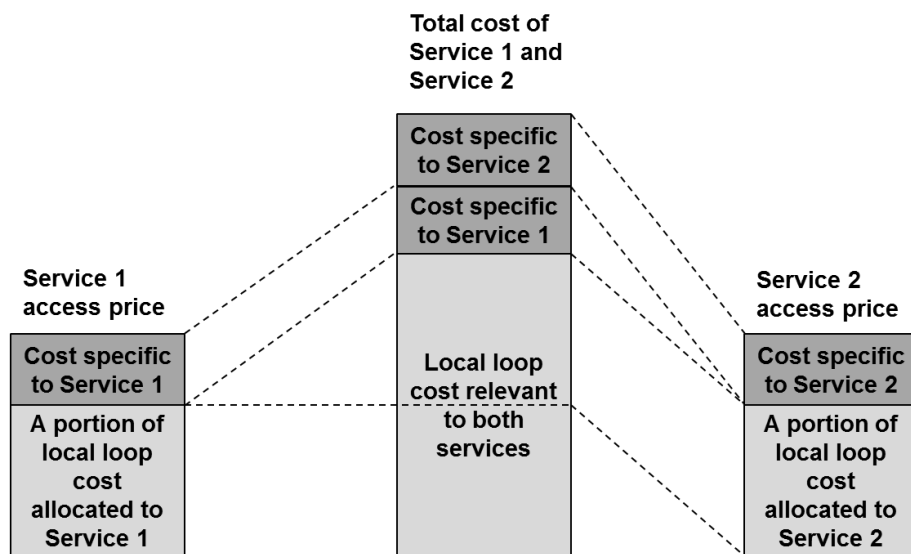 Total cost of
Service 1 and
Service 2
Cost specific
to Service 2
Cost specific
to Service 1
Local loop
cost relevant
to both
services
Service 1
access price
Cost specific
to Service 1
A portion of
local loop
cost
allocated to
Service 1
Service 2
access price
Cost specific
to Service 2
A portion of
local loop
cost
allocated to
Service 2